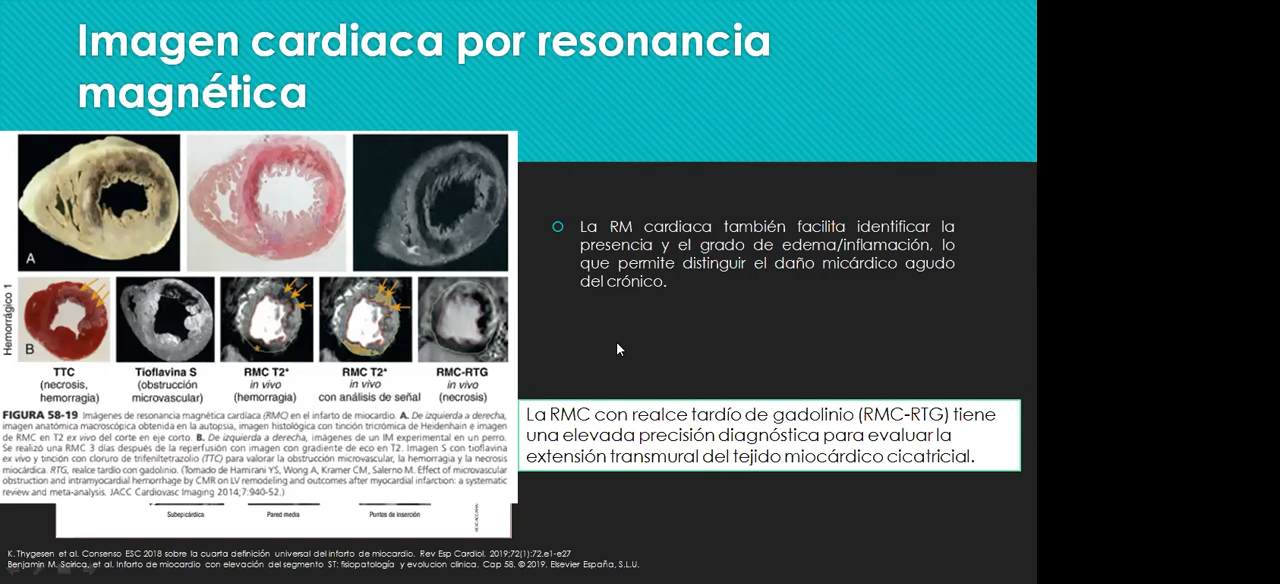 Imagen cardiaca por resonancia
magnética
A
Hemorrágico 1
B
TTC
(necrosis,
hemorragia)
Tioflavina S
(obstrucción
microvascular)
RMC T2*
in vivo
(hemorragia)
RMC T2*
in vivo
con análisis de señal
RMC-RTG
in vivo
(necrosis)
FIGURA 58-19 Imágenes de resonancia magnética cardíaca (RMC) en el infarto de miocardio. A. De izquierda a derecha,
imagen anatómica macroscópica obtenida en la autopsia, imagen histológica con tinción tricrómica de Heidenhain e imagen
de RMC en T2 ex vivo del corte en eje corto. B. De izquierda a derecha, imágenes de un IM experimental en un perro.
Se realizó una RMC 3 días después de la reperfusión con imagen con gradiente de eco en T2. Imagen S con tioflavina
ex vivo y tinción con cloruro de trifeniltetrazolio (TTC) para valorar la obstrucción microvascular, la hemorragia y la necrosis
miocárdica. RTG, realce tardío con gadolinio. (Tomado de Hamirani YS, Wong A, Kramer CM, Salerno M. Effect of microvascular
obstruction and intramyocardial hemorrhage by CMR on LV remodeling and outcomes after myocardial infarction: a systematic
review and meta-analysis. JACC Cardiovasc Imaging 2014;7:940-52.)
Subepicárdica
Pared media
Puntos de inserción
La RM cardiaca también facilita identificar la
presencia y el grado de edema/inflamación, lo
que permite distinguir el daño micárdico agudo
del crónico.
La RMC con realce tardío de gadolinio (RMC-RTG) tiene
una elevada precisión diagnóstica para evaluar la
extensión transmural del tejido miocárdico cicatricial.
K. Thygesen et al. Consenso ESC 2018 sobre la cuarta definición universal del infarto de miocardio. Rev Esp Cardiol. 2019;72(1):72.e1-e27
Benjamin M. Scirica, et al. Infarto de miocardio con elevación del segmento ST: fisiopatología y evolucion clinica. Cap 58. © 2019. Elsevier España, S.L.U.